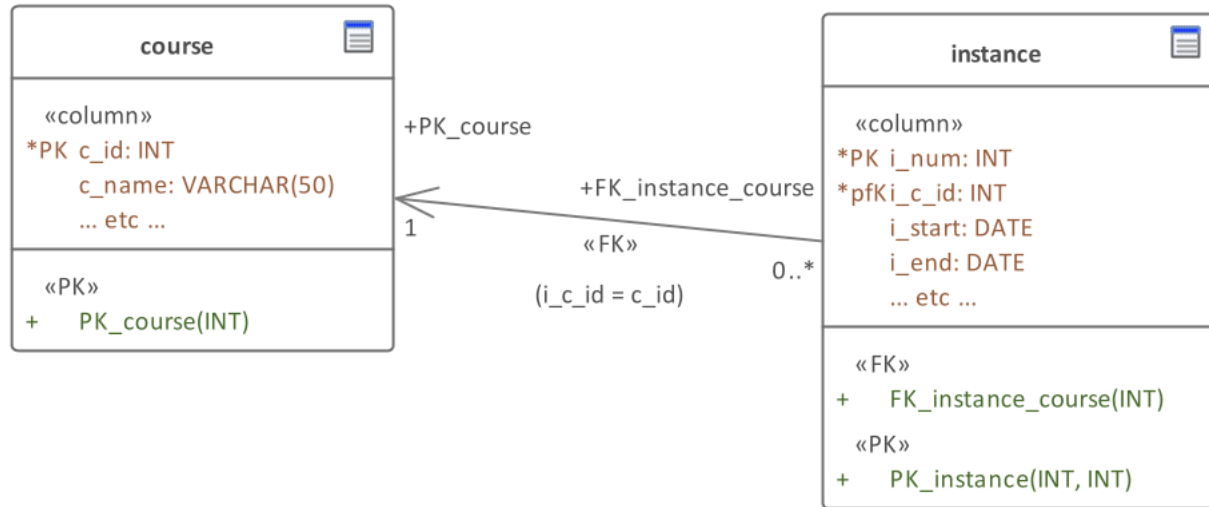 course
«column»
*PK c_id: INT
c_name: VARCHAR(50)
... etc ...
«PK»
+ PK_course(INT)
+PK_course
+FK_instance_course
1
«FK»
0..*
(i_c_id = c_id)
instance
«column»
*PK i_num: INT
*pfK i_c_id: INT
i_start: DATE
i_end: DATE
... etc ...
«FK»
+ FK_instance_course(INT)
«PK»
+ PK_instance(INT, INT)